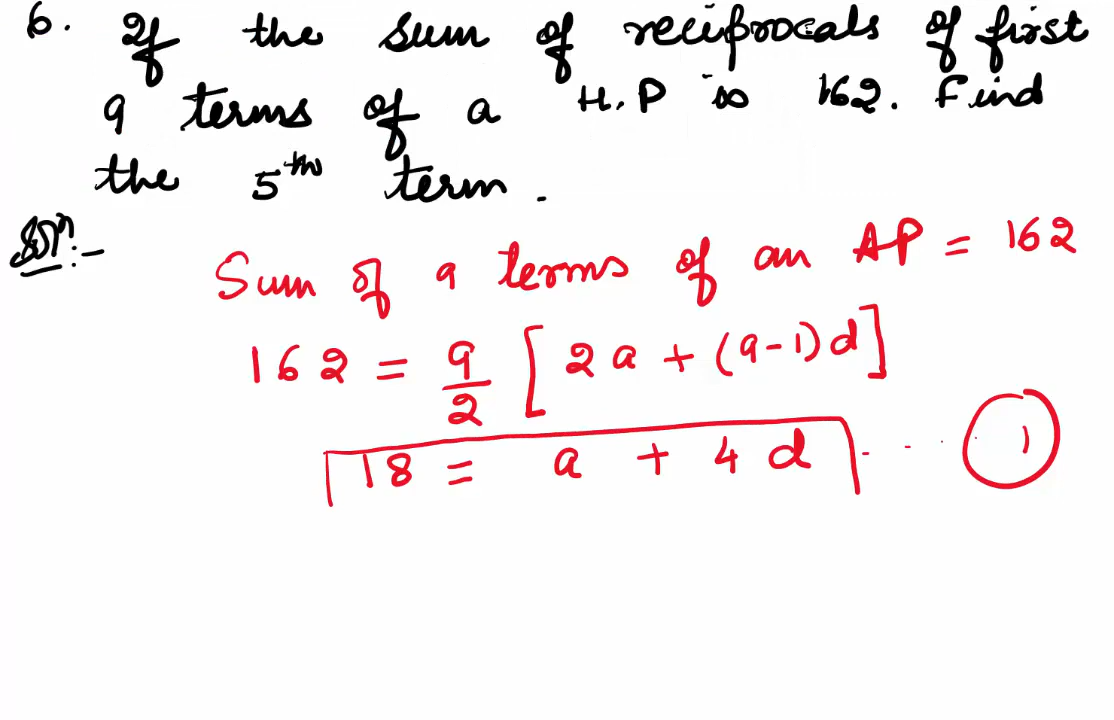 6. If the sum of reciprocals of first
9 terms of a H.P is 162. Find
the 5th term.
Solⁿ:-
Sum of 9 terms of an AP = 162
162 = 9/2 [2a + (9-1)d]
18 = a + 4d ... 1